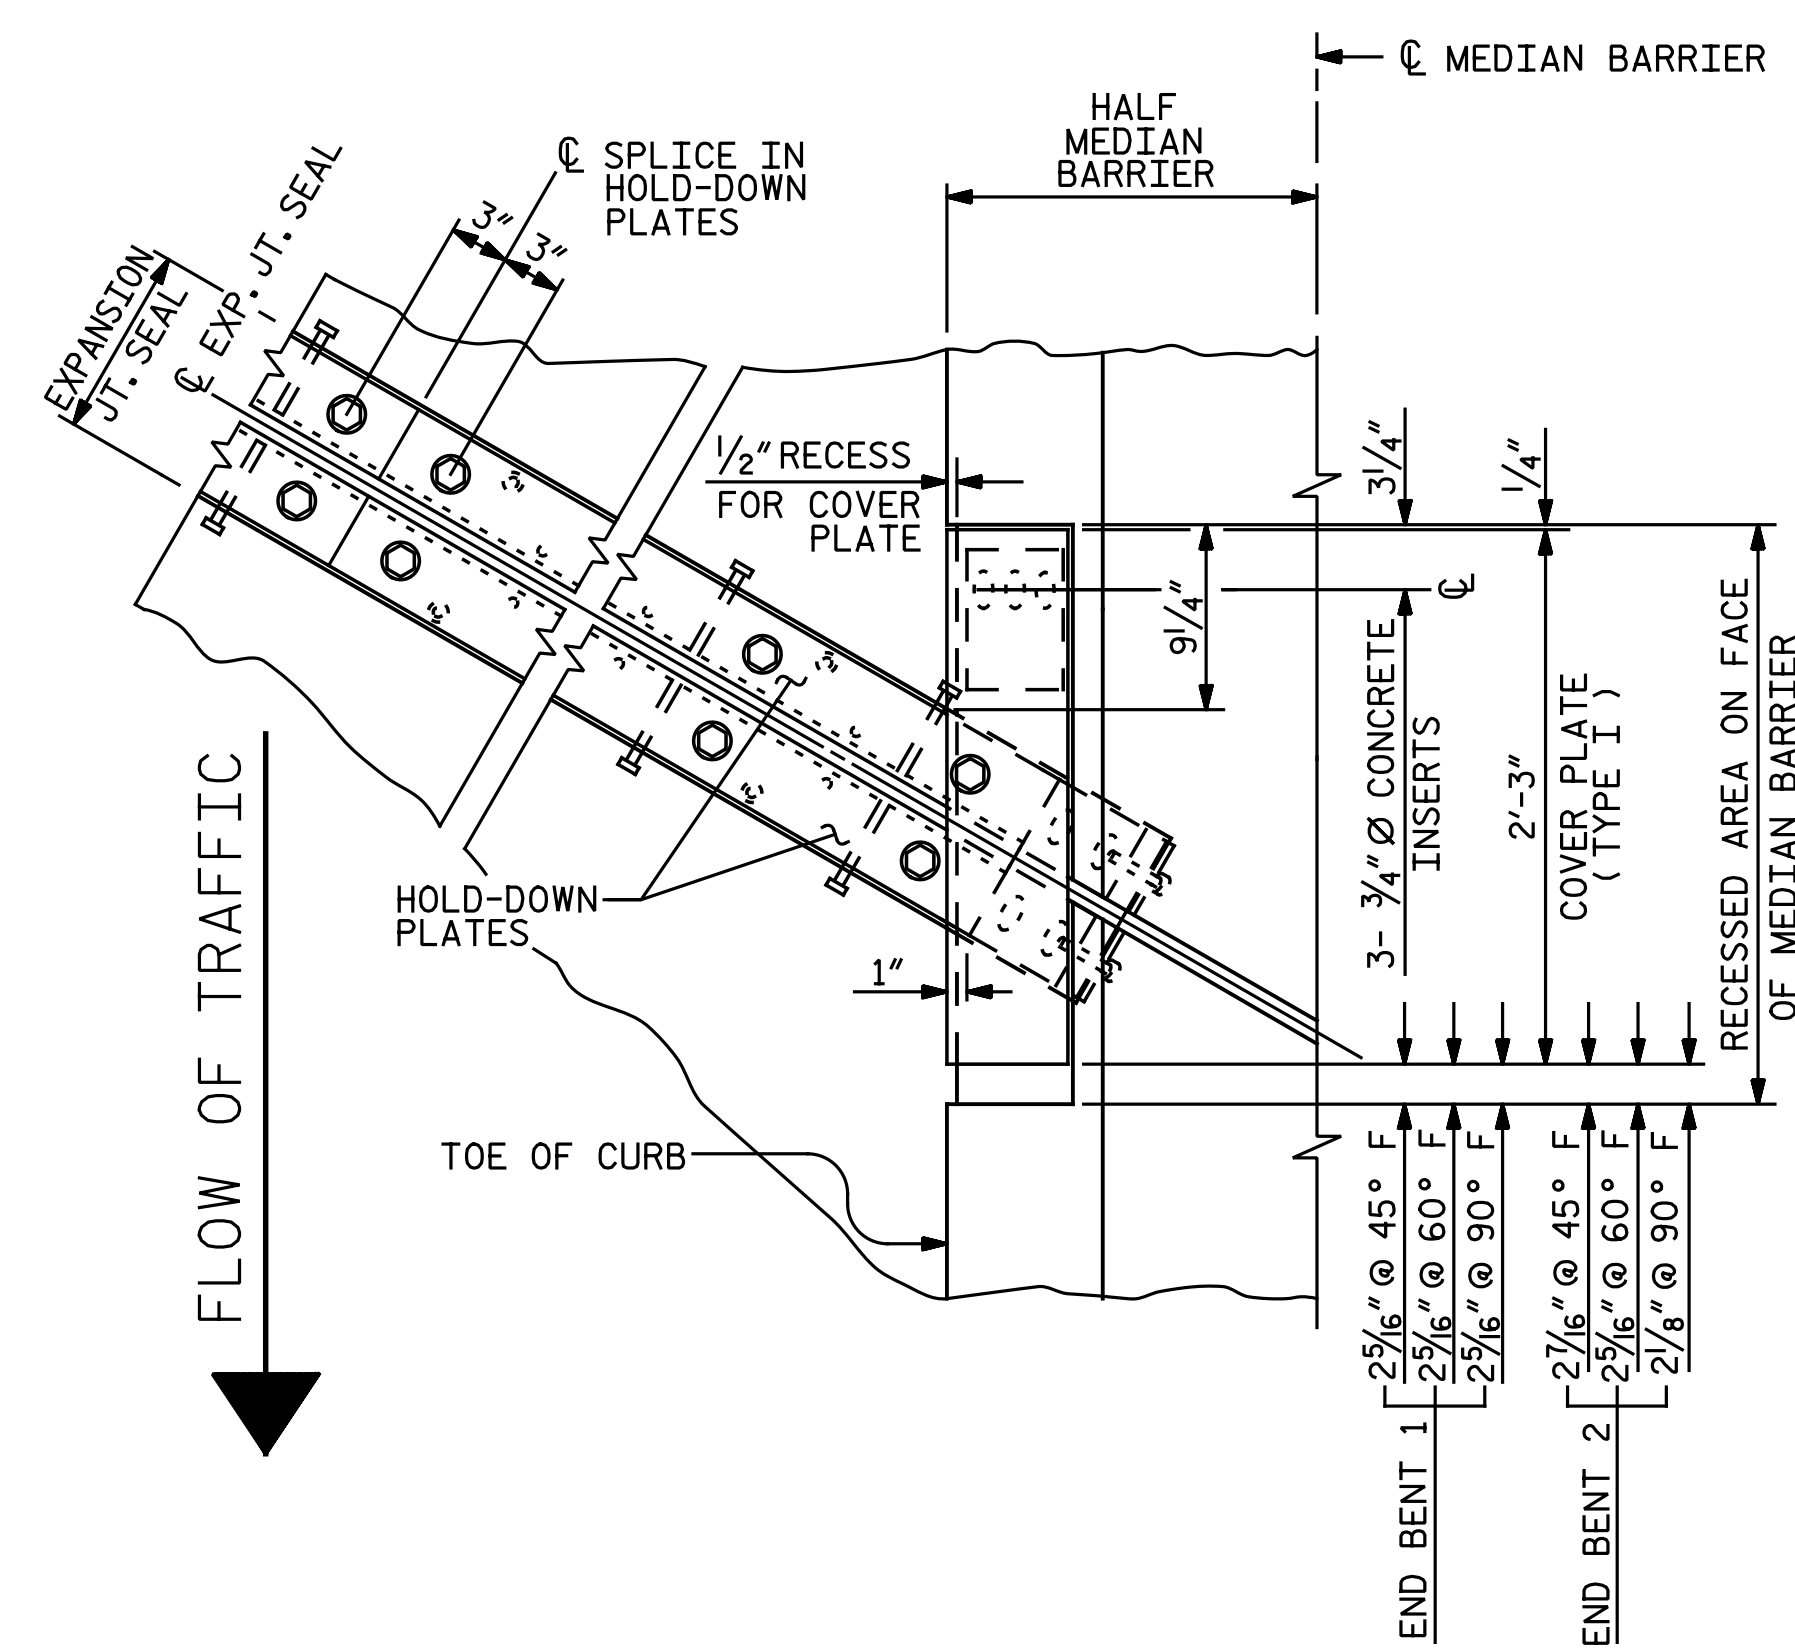 ℄ MEDIAN BARRIER
HALF
MEDIAN
BARRIER
℄ SPLICE IN
HOLD-DOWN
PLATES
3"
3"
EXPANSION
JT. SEAL
℄ EXP. JT. SEAL
1/2" RECESS
FOR COVER
PLATE
3 1/4"
1/4"
9 1/4"
℄
3- 3/4" Ø CONCRETE
INSERTS
2'-3"
COVER PLATE
( TYPE I )
RECESSED AREA ON FACE
OF MEDIAN BARRIER
HOLD-DOWN
PLATES
1"
FLOW OF TRAFFIC
TOE OF CURB
2 5/16" @ 45° F
2 5/16" @ 60° F
2 5/16" @ 90° F
END BENT 1
2 7/16" @ 45° F
2 5/16" @ 60° F
2 1/8" @ 90° F
END BENT 2